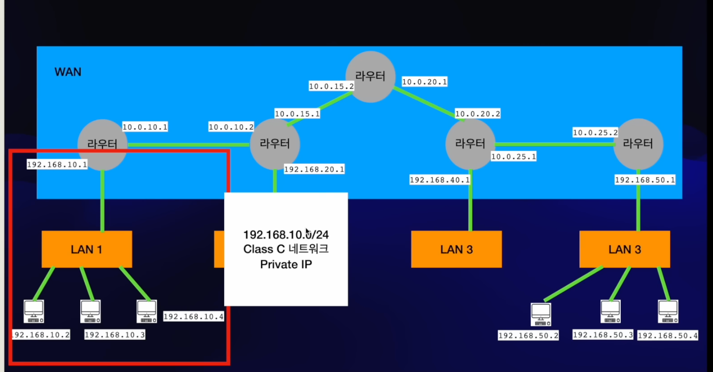 WAN
라우터
10.0.15.2
10.0.20.1
10.0.15.1
10.0.20.2
10.0.10.1
10.0.10.2
10.0.25.2
라우터
라우터
라우터
라우터
10.0.25.1
192.168.10.1
192.168.20.1
192.168.40.1
192.168.50.1
192.168.10.0/24
Class C 네트워크
Private IP
LAN 1
LAN 3
LAN 3
192.168.10.4
192.168.10.2
192.168.10.3
192.168.50.2
192.168.50.3
192.168.50.4